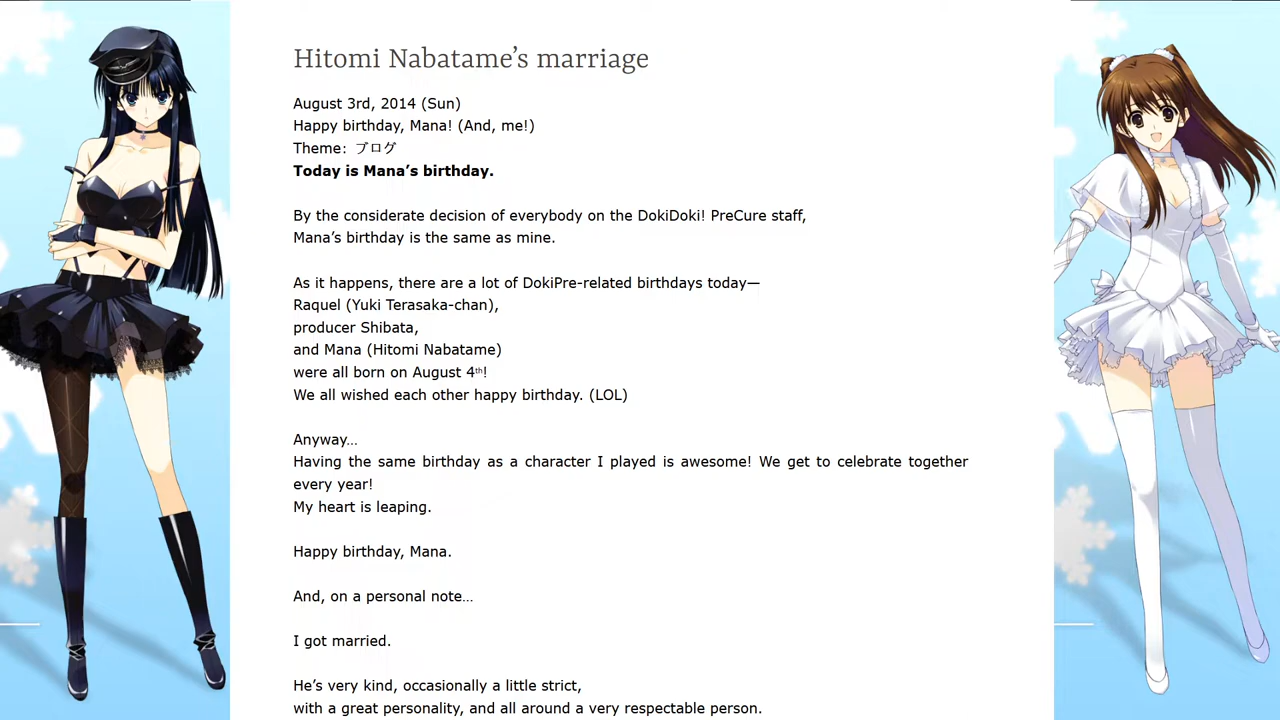 Hitomi Nabatame’s marriage
August 3rd, 2014 (Sun)
Happy birthday, Mana! (And, me!)
Theme: ブログ
Today is Mana’s birthday.
By the considerate decision of everybody on the DokiDoki! PreCure staff,
Mana’s birthday is the same as mine.
As it happens, there are a lot of DokiPre-related birthdays today—
Raquel (Yuki Terasaka-chan),
producer Shibata,
and Mana (Hitomi Nabatame)
were all born on August 4th!
We all wished each other happy birthday. (LOL)
Anyway…
Having the same birthday as a character I played is awesome! We get to celebrate together
every year!
My heart is leaping.
Happy birthday, Mana.
And, on a personal note…
I got married.
He’s very kind, occasionally a little strict,
with a great personality, and all around a very respectable person.